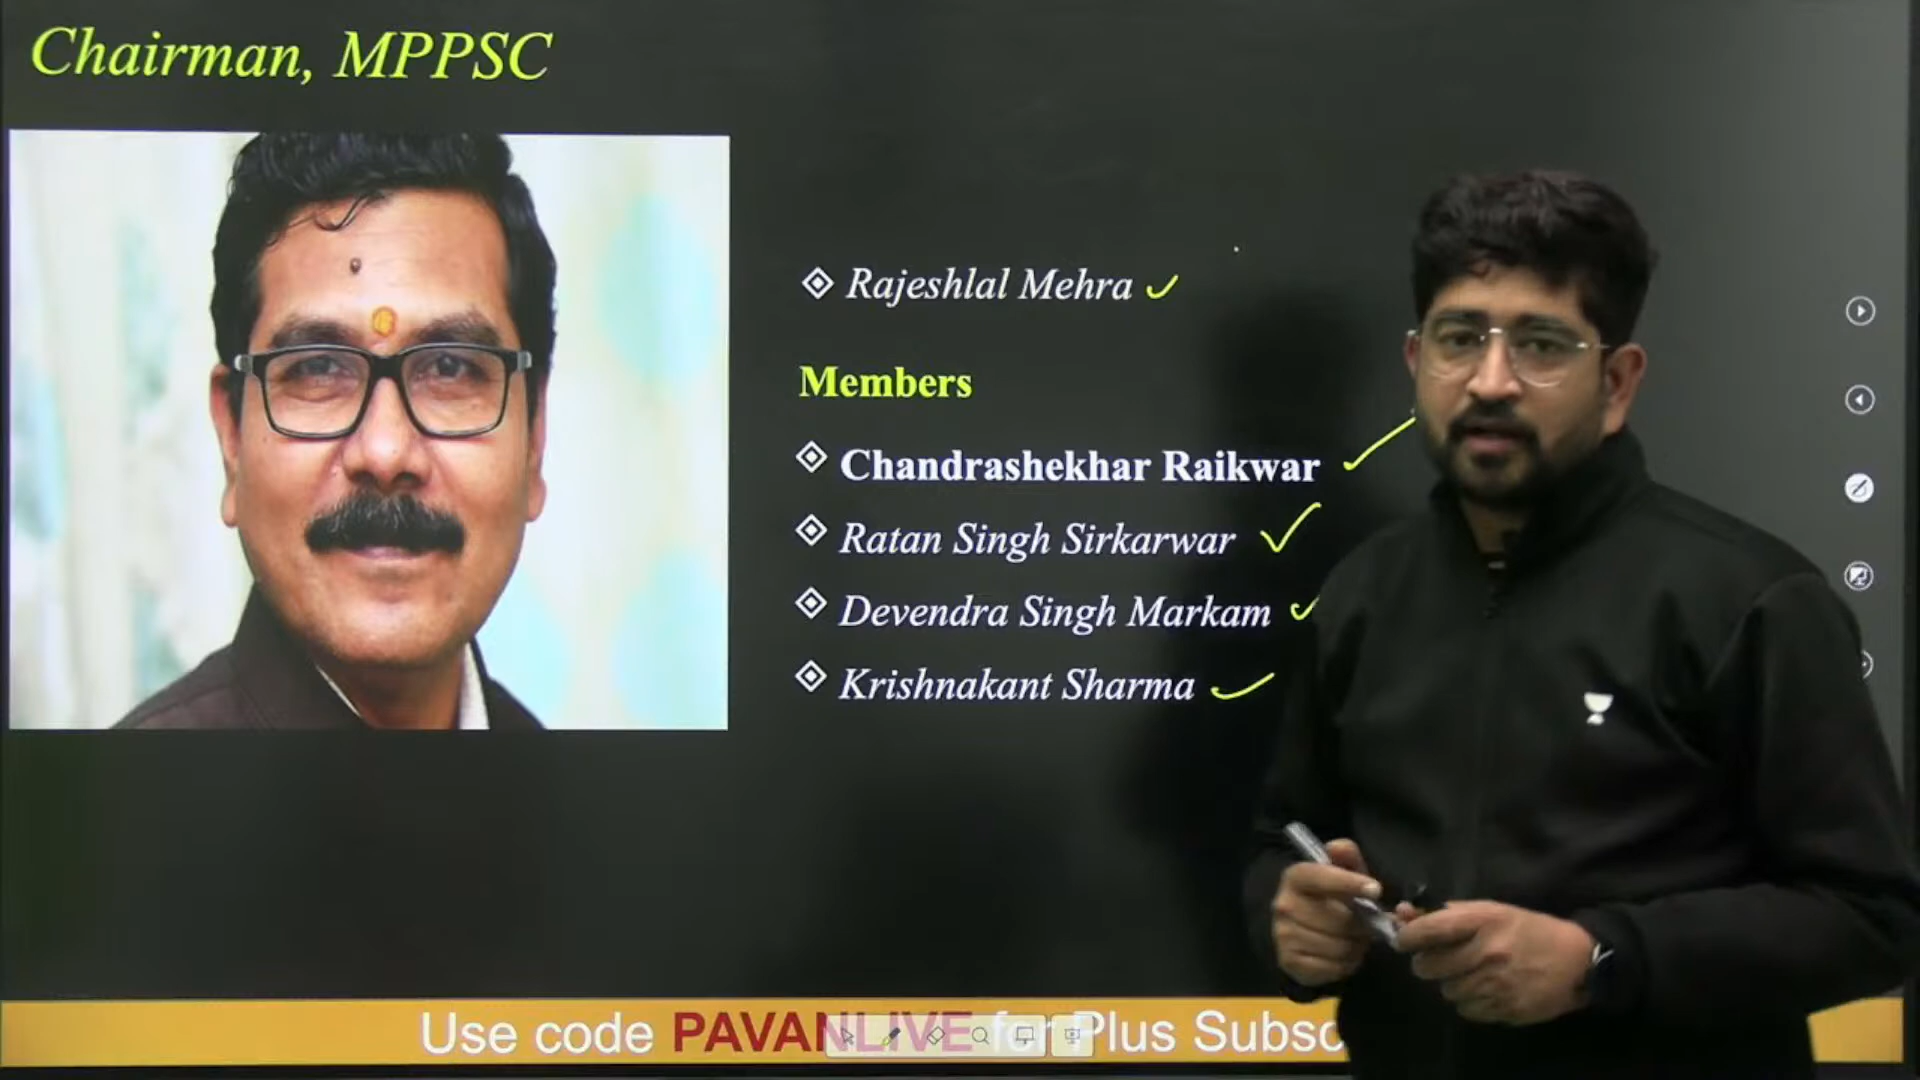 Chairman, MPPSC
Rajeshlal Mehra
Members
Chandrashekhar Raikwar
Ratan Singh Sirkarwar
Devendra Singh Markam
Krishnakant Sharma
Use code PAVANLIVE for Plus Subsc